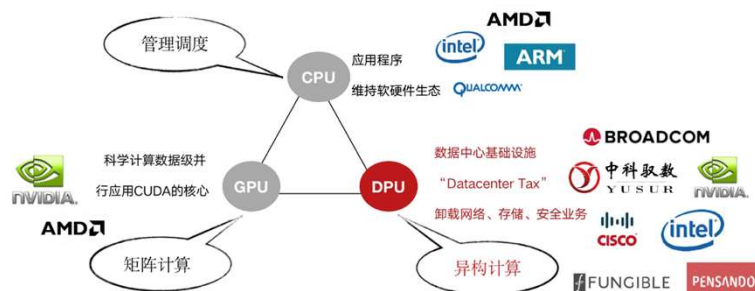 管理调度
CPU
应用程序
维持软硬件生态
AMD
intel
ARM
QUALCOMM
NVIDIA
AMD
科学计算数据级并
行应用CUDA的核心
GPU
矩阵计算
DPU
数据中心基础设施
“Datacenter Tax”
卸载网络、存储、安全业务
异构计算
BROADCOM
中科驭数
YUSUR
NVIDIA
CISCO
intel
FUNGIBLE
PENSANDO